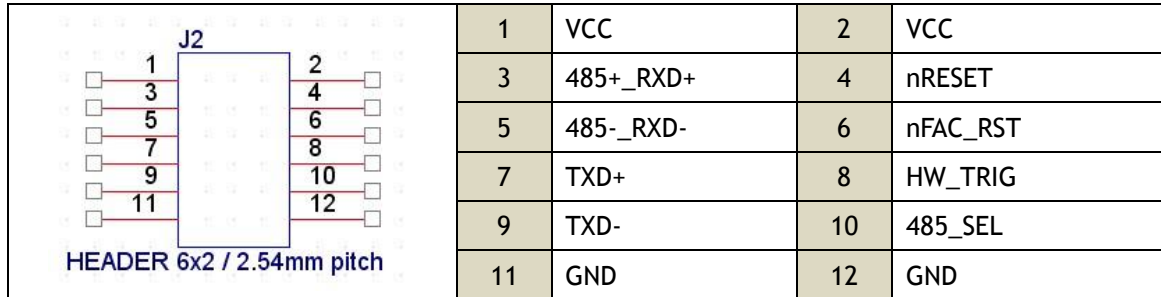 J2
1 2
3 4
5 6
7 8
9 10
11 12
HEADER 6x2 / 2.54mm pitch
1 VCC 2 VCC
3 485+_RXD+ 4 nRESET
5 485-_RXD- 6 nFAC_RST
7 TXD+ 8 HW_TRIG
9 TXD- 10 485_SEL
11 GND 12 GND